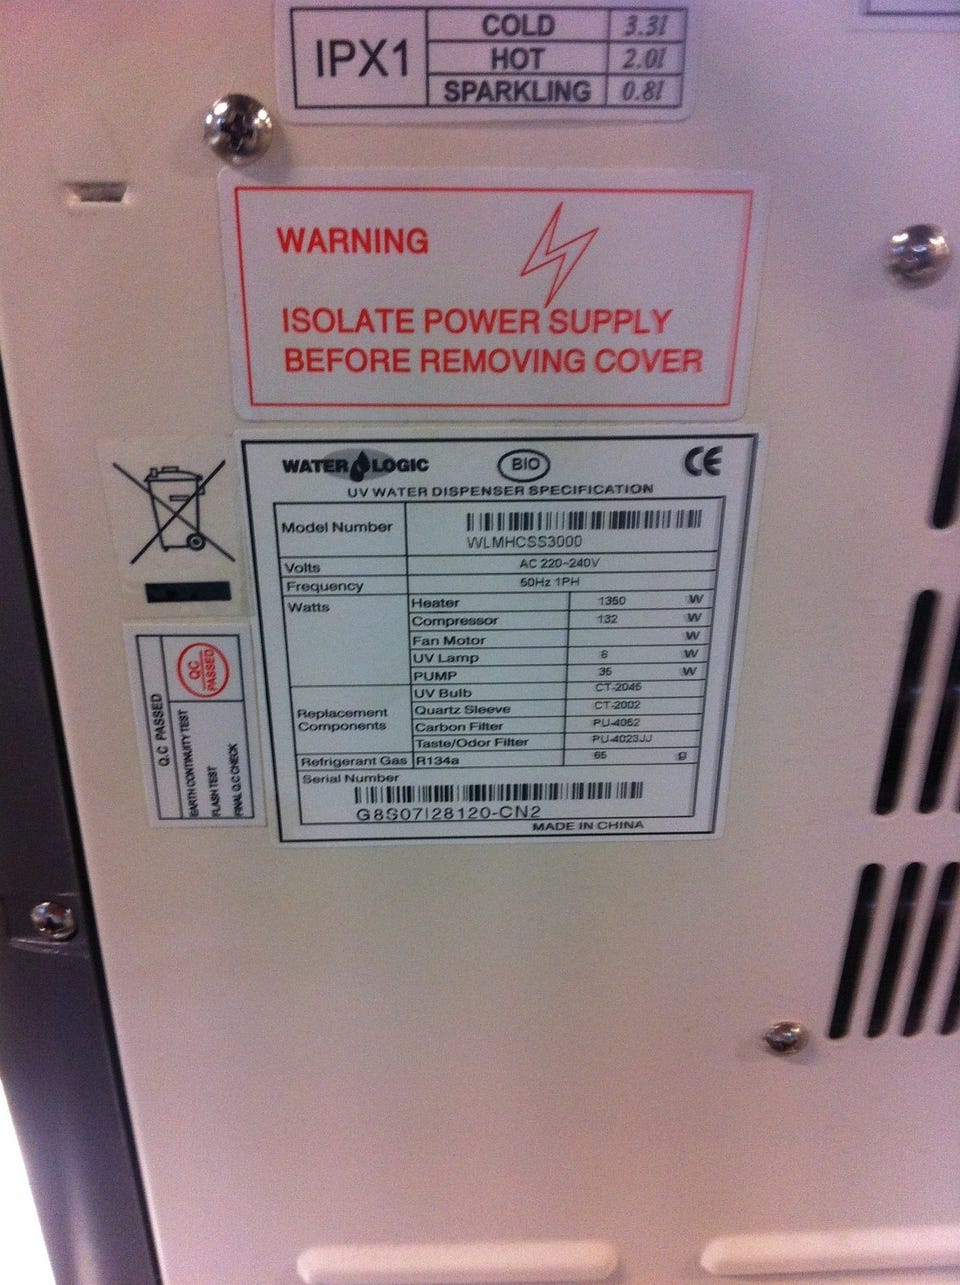 IPX1
COLD 3.3l
HOT 2.0l
SPARKLING 0.8l
WARNING
ISOLATE POWER SUPPLY
BEFORE REMOVING COVER
WATER LOGIC BIO CE
UV WATER DISPENSER SPECIFICATION
Model Number
WLMHCSS3000
Volts AC 220~240V
Frequency 50Hz 1PH
Watts Heater 1350 W
Compressor 132 W
Fan Motor W
UV Lamp 8 W
PUMP 35 W
Replacement Components
UV Bulb CT-2045
Quartz Sleeve CT-2002
Carbon Filter PU-4052
Taste/Odor Filter PU-4023JJ
Refrigerant Gas R134a 65 g
Serial Number
G8S07I28120-CN2
MADE IN CHINA
Q.C PASSED
QC PASSED
EARTH CONTINUITY TEST
FLASH TEST
FINAL Q.C CHECK